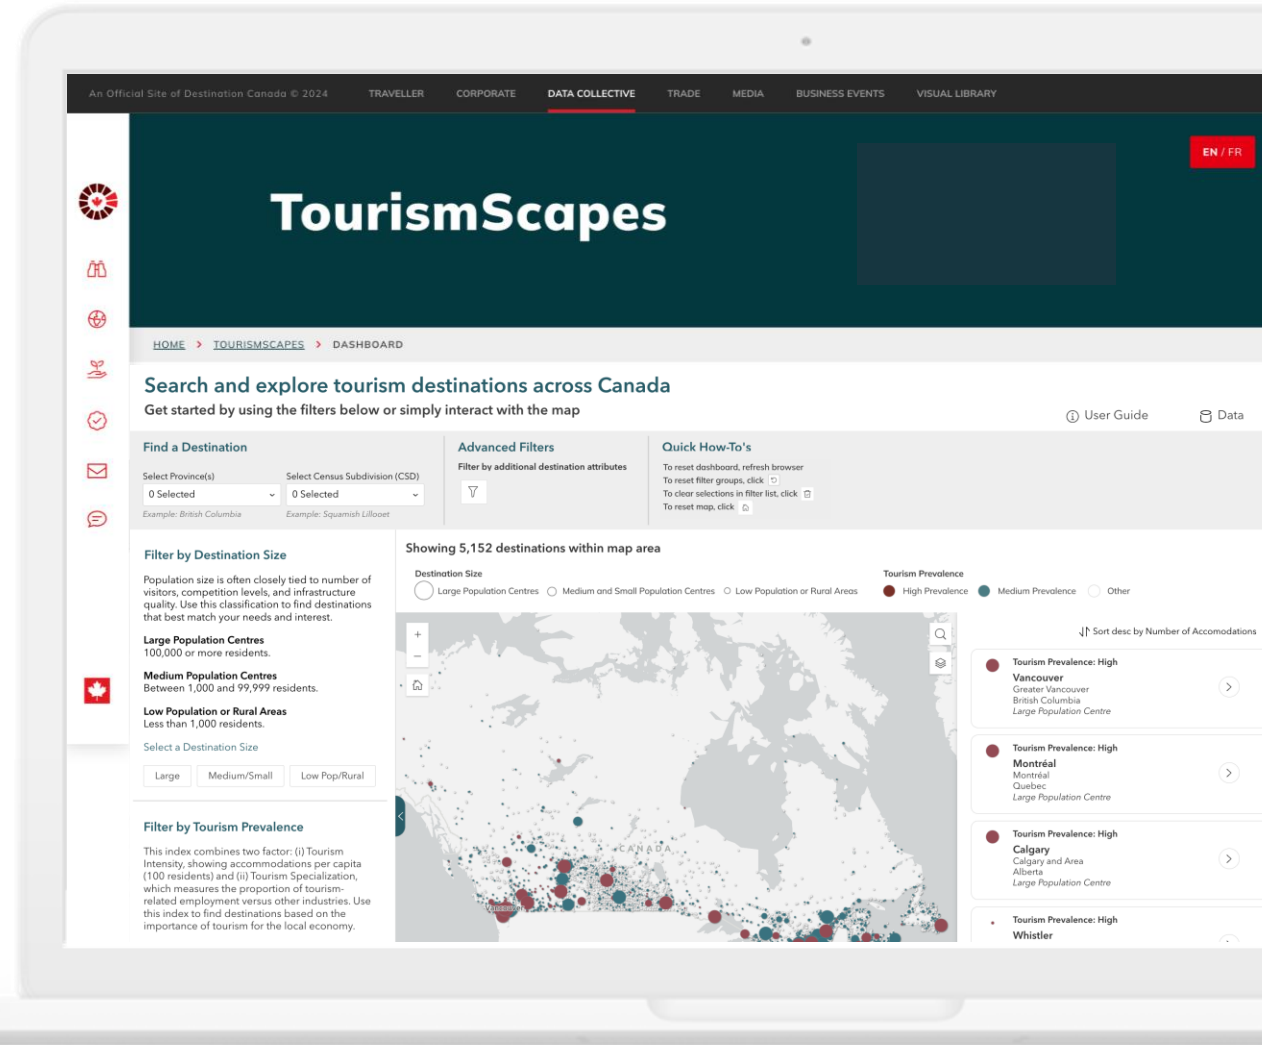 An Official Site of Destination Canada © 2024
TRAVELLER
CORPORATE
DATA COLLECTIVE
TRADE
MEDIA
BUSINESS EVENTS
VISUAL LIBRARY
EN / FR
TourismScapes
HOME > TOURISMSCAPES > DASHBOARD
Search and explore tourism destinations across Canada
Get started by using the filters below or simply interact with the map
User Guide
Data
Find a Destination
Select Province(s)
0 Selected
Example: British Columbia
Select Census Subdivision (CSD)
0 Selected
Example: Squamish Lillooet
Advanced Filters
Filter by additional destination attributes
Quick How-To's
To reset dashboard, refresh browser
To reset filter groups, click
To clear selections in filter list, click
To reset map, click
Filter by Destination Size
Population size is often closely tied to number of
visitors, competition levels, and infrastructure
quality. Use this classification to find destinations
that best match your needs and interest.
Large Population Centres
100,000 or more residents.
Medium Population Centres
Between 1,000 and 99,999 residents.
Low Population or Rural Areas
Less than 1,000 residents.
Select a Destination Size
Large
Medium/Small
Low Pop/Rural
Filter by Tourism Prevalence
This index combines two factor: (i) Tourism
Intensity, showing accommodations per capita
(100 residents) and (ii) Tourism Specialization,
which measures the proportion of tourism-
related employment versus other industries. Use
this index to find destinations based on the
importance of tourism for the local economy.
Showing 5,152 destinations within map area
Destination Size
Large Population Centres
Medium and Small Population Centres
Low Population or Rural Areas
Tourism Prevalence
High Prevalence
Medium Prevalence
Other
+
−
CANADA
Vancouver
Sort desc by Number of Accomodations
Tourism Prevalence: High
Vancouver
Greater Vancouver
British Columbia
Large Population Centre
Tourism Prevalence: High
Montréal
Montréal
Quebec
Large Population Centre
Tourism Prevalence: High
Calgary
Calgary and Area
Alberta
Large Population Centre
Tourism Prevalence: High
Whistler